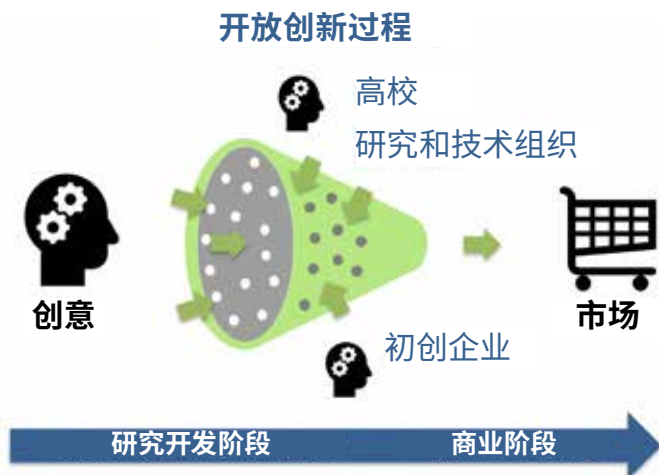 开放创新过程
高校
研究和技术组织
创意
市场
初创企业
研究开发阶段
商业阶段